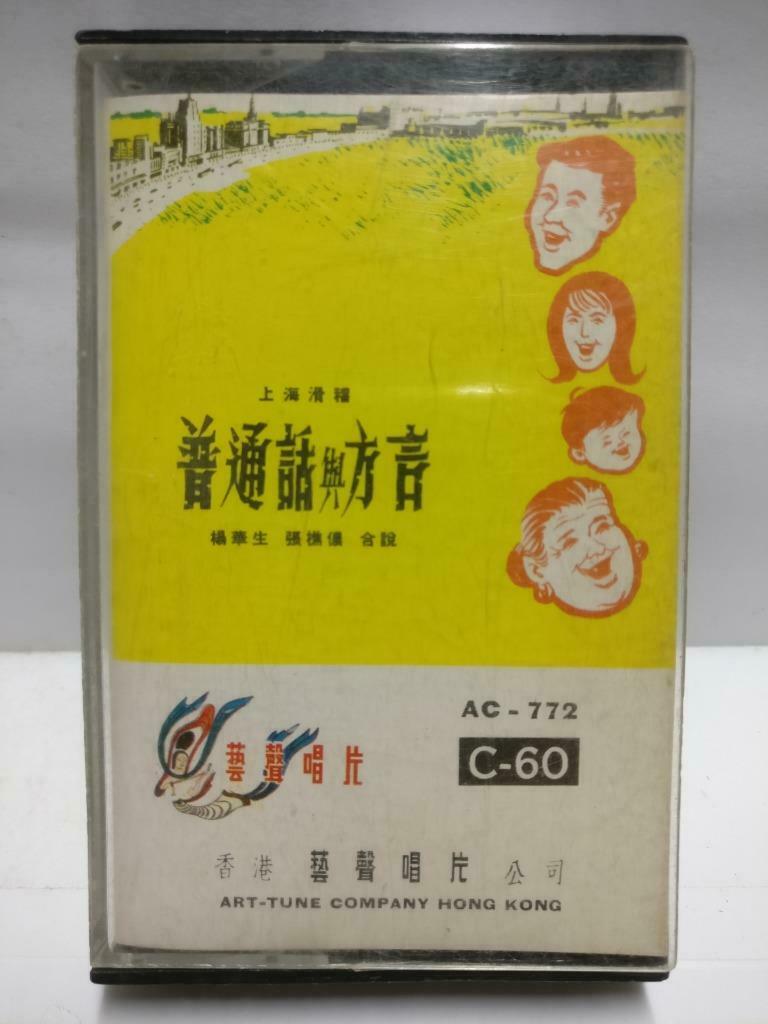 上海滑稽
普通話與方言
楊華生 張樵儂 合說
AC-772
藝聲唱片
C-60
香港 藝聲唱片 公司
ART-TUNE COMPANY HONG KONG